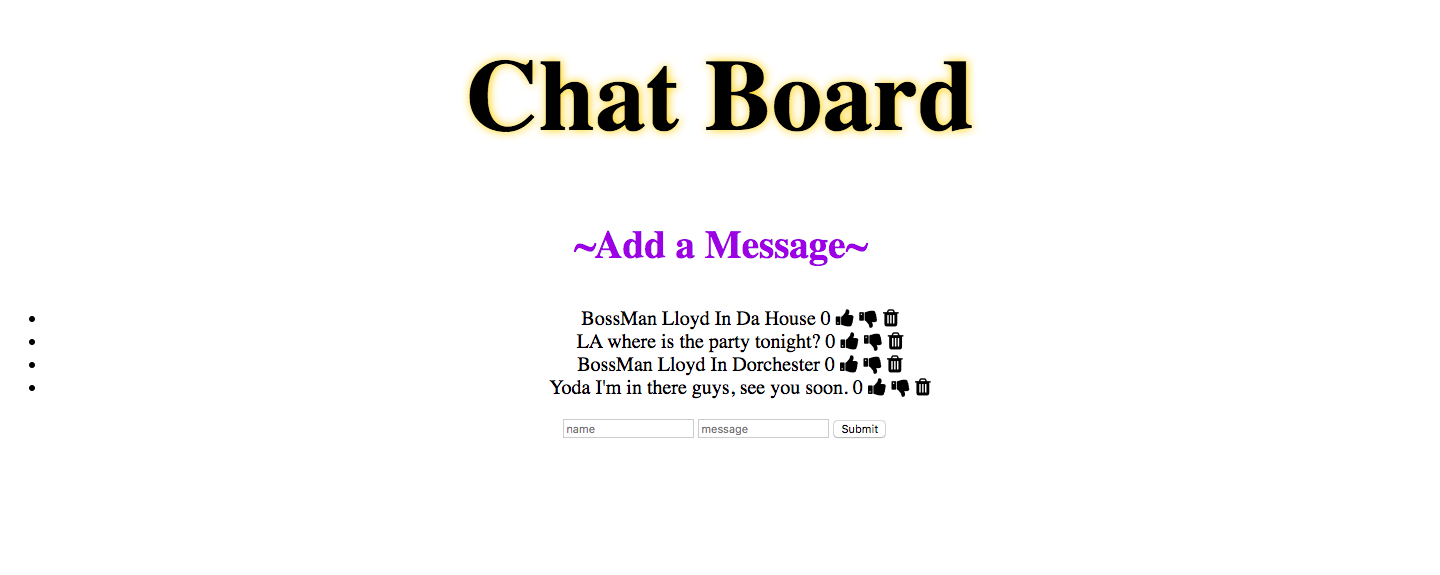 Chat Board
~Add a Message~
BossMan Lloyd In Da House 0
LA where is the party tonight? 0
BossMan Lloyd In Dorchester 0
Yoda I'm in there guys, see you soon. 0
name message Submit